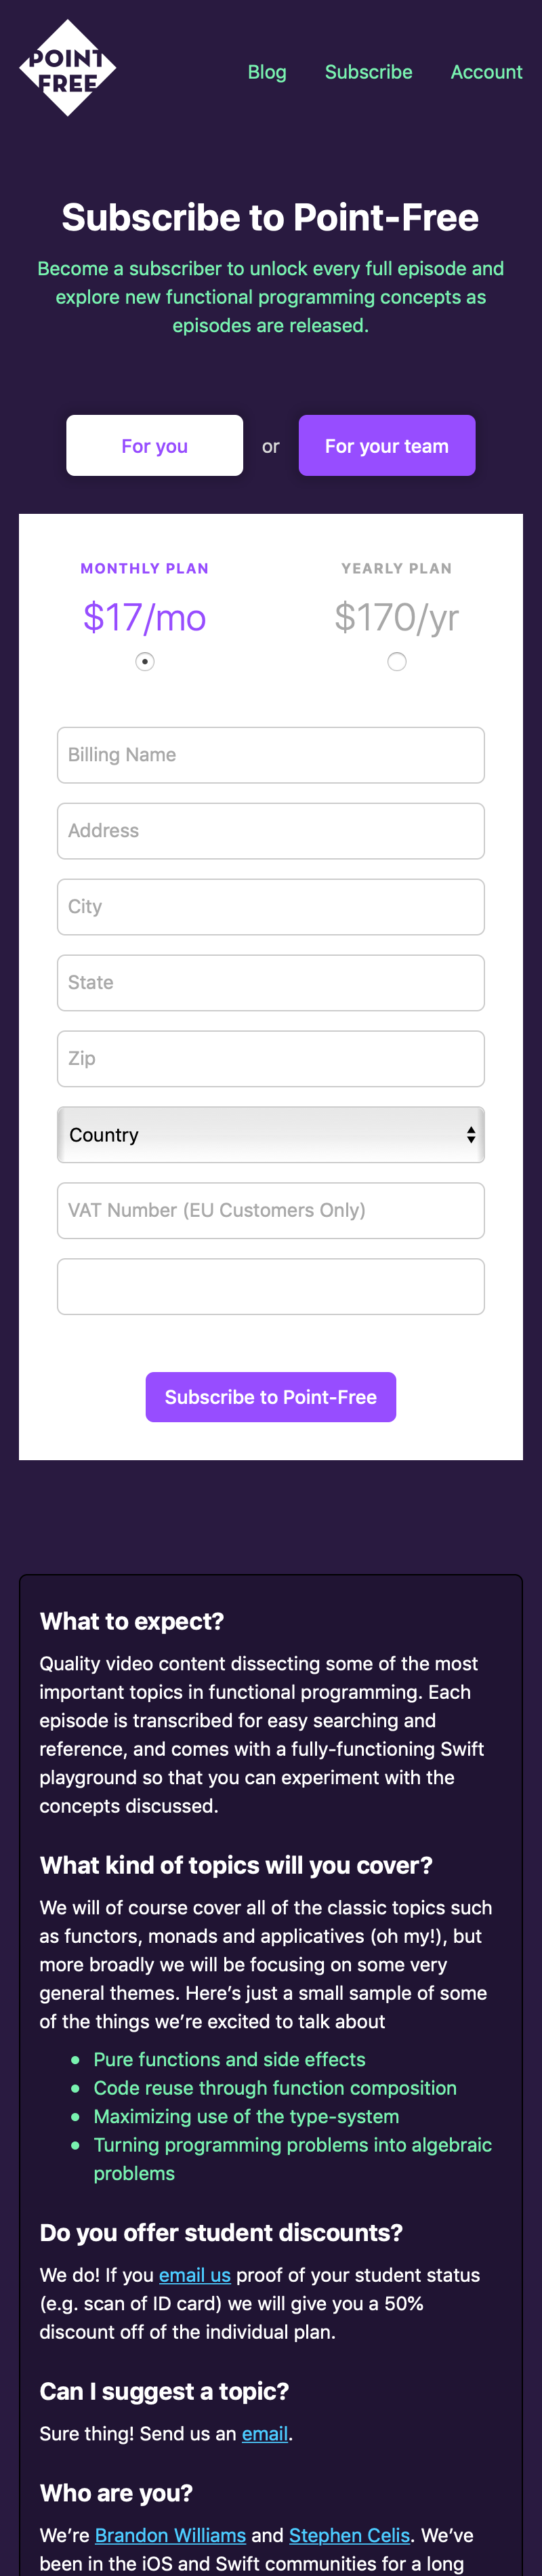 POINT
FREE
Blog Subscribe Account
Subscribe to Point-Free
Become a subscriber to unlock every full episode and
explore new functional programming concepts as
episodes are released.
For you or For your team
MONTHLY PLAN YEARLY PLAN
$17/mo $170/yr
Billing Name
Address
City
State
Zip
Country
VAT Number (EU Customers Only)
Subscribe to Point-Free
What to expect?
Quality video content dissecting some of the most
important topics in functional programming. Each
episode is transcribed for easy searching and
reference, and comes with a fully-functioning Swift
playground so that you can experiment with the
concepts discussed.
What kind of topics will you cover?
We will of course cover all of the classic topics such
as functors, monads and applicatives (oh my!), but
more broadly we will be focusing on some very
general themes. Here’s just a small sample of some
of the things we’re excited to talk about
• Pure functions and side effects
• Code reuse through function composition
• Maximizing use of the type-system
• Turning programming problems into algebraic
problems
Do you offer student discounts?
We do! If you email us proof of your student status
(e.g. scan of ID card) we will give you a 50%
discount off of the individual plan.
Can I suggest a topic?
Sure thing! Send us an email.
Who are you?
We’re Brandon Williams and Stephen Celis. We’ve
been in the iOS and Swift communities for a long